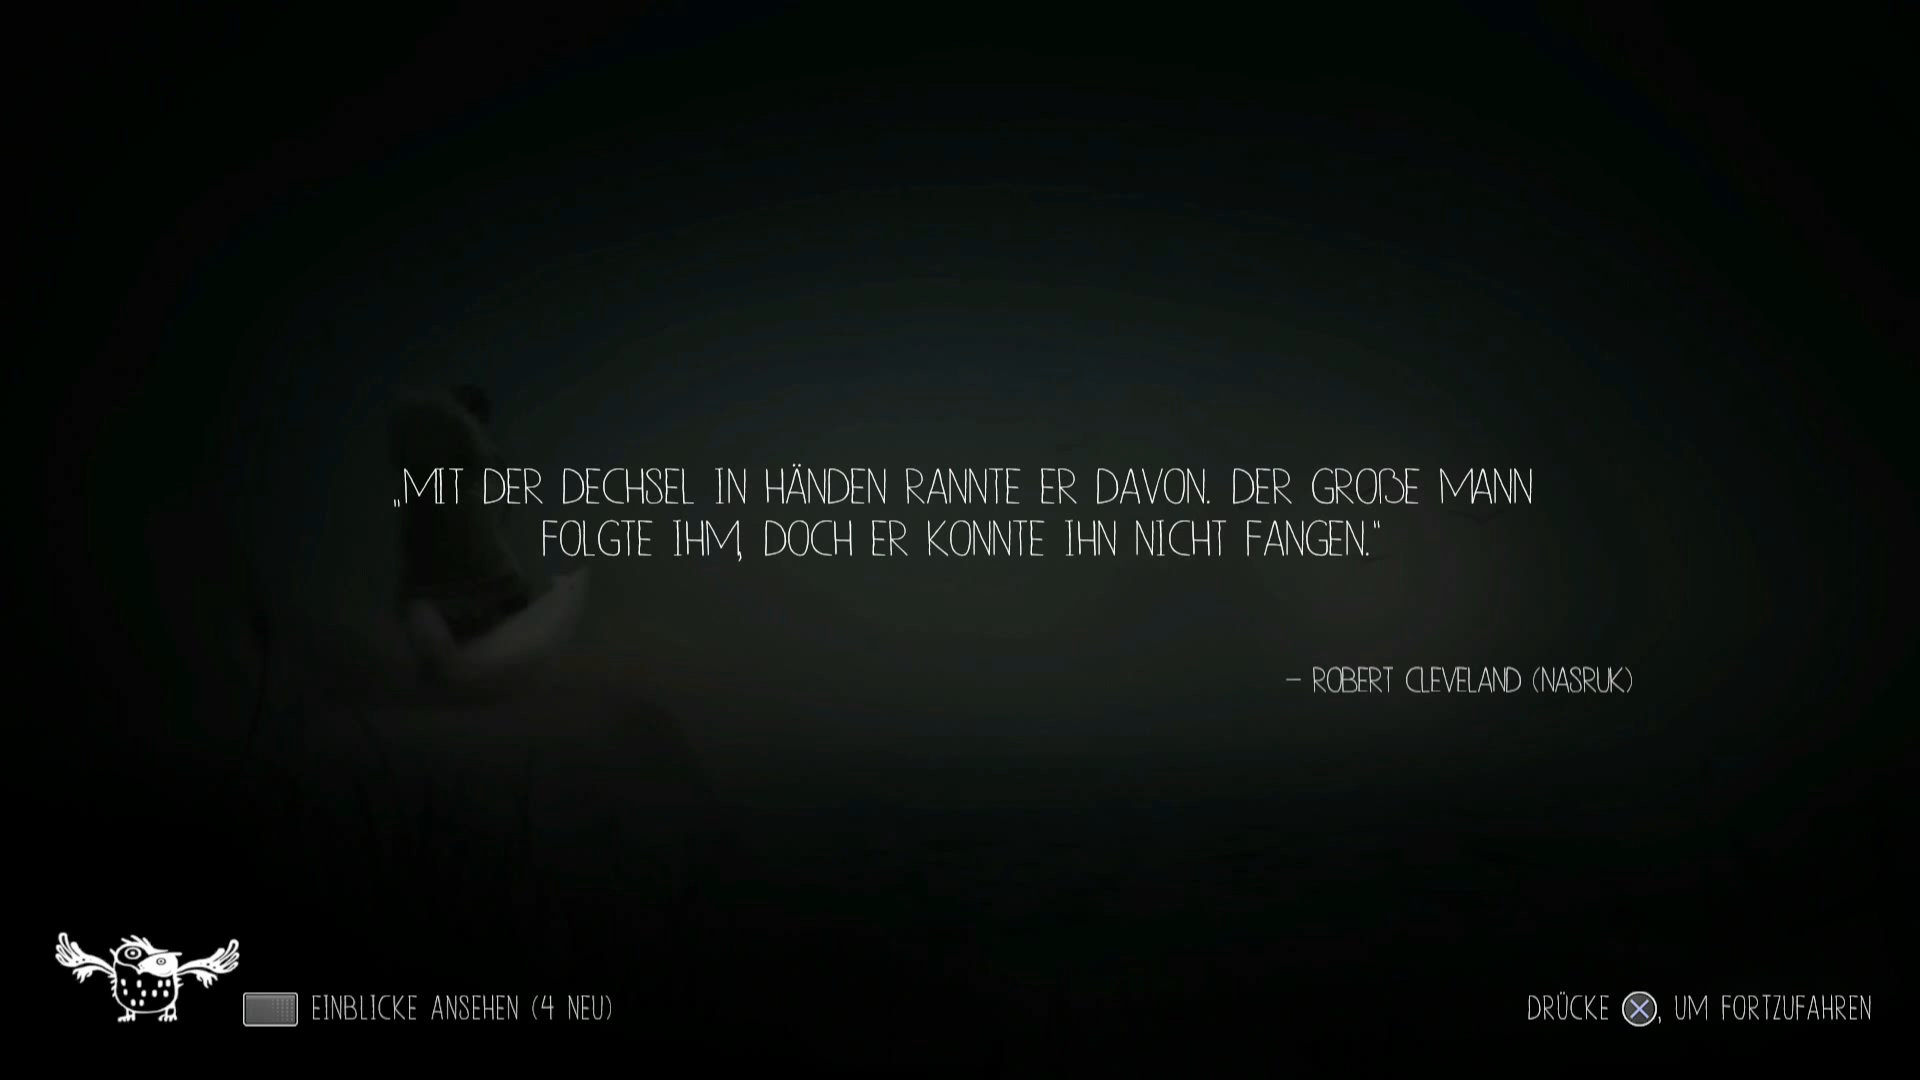 „MIT DER DECHSEL IN HÄNDEN RANNTE ER DAVON. DER GROẞE MANN
FOLGTE IHM, DOCH ER KONNTE IHN NICHT FANGEN.“
– ROBERT CLEVELAND (NASRUK)
EINBLICKE ANSEHEN (4 NEU)
DRÜCKE , UM FORTZUFAHREN